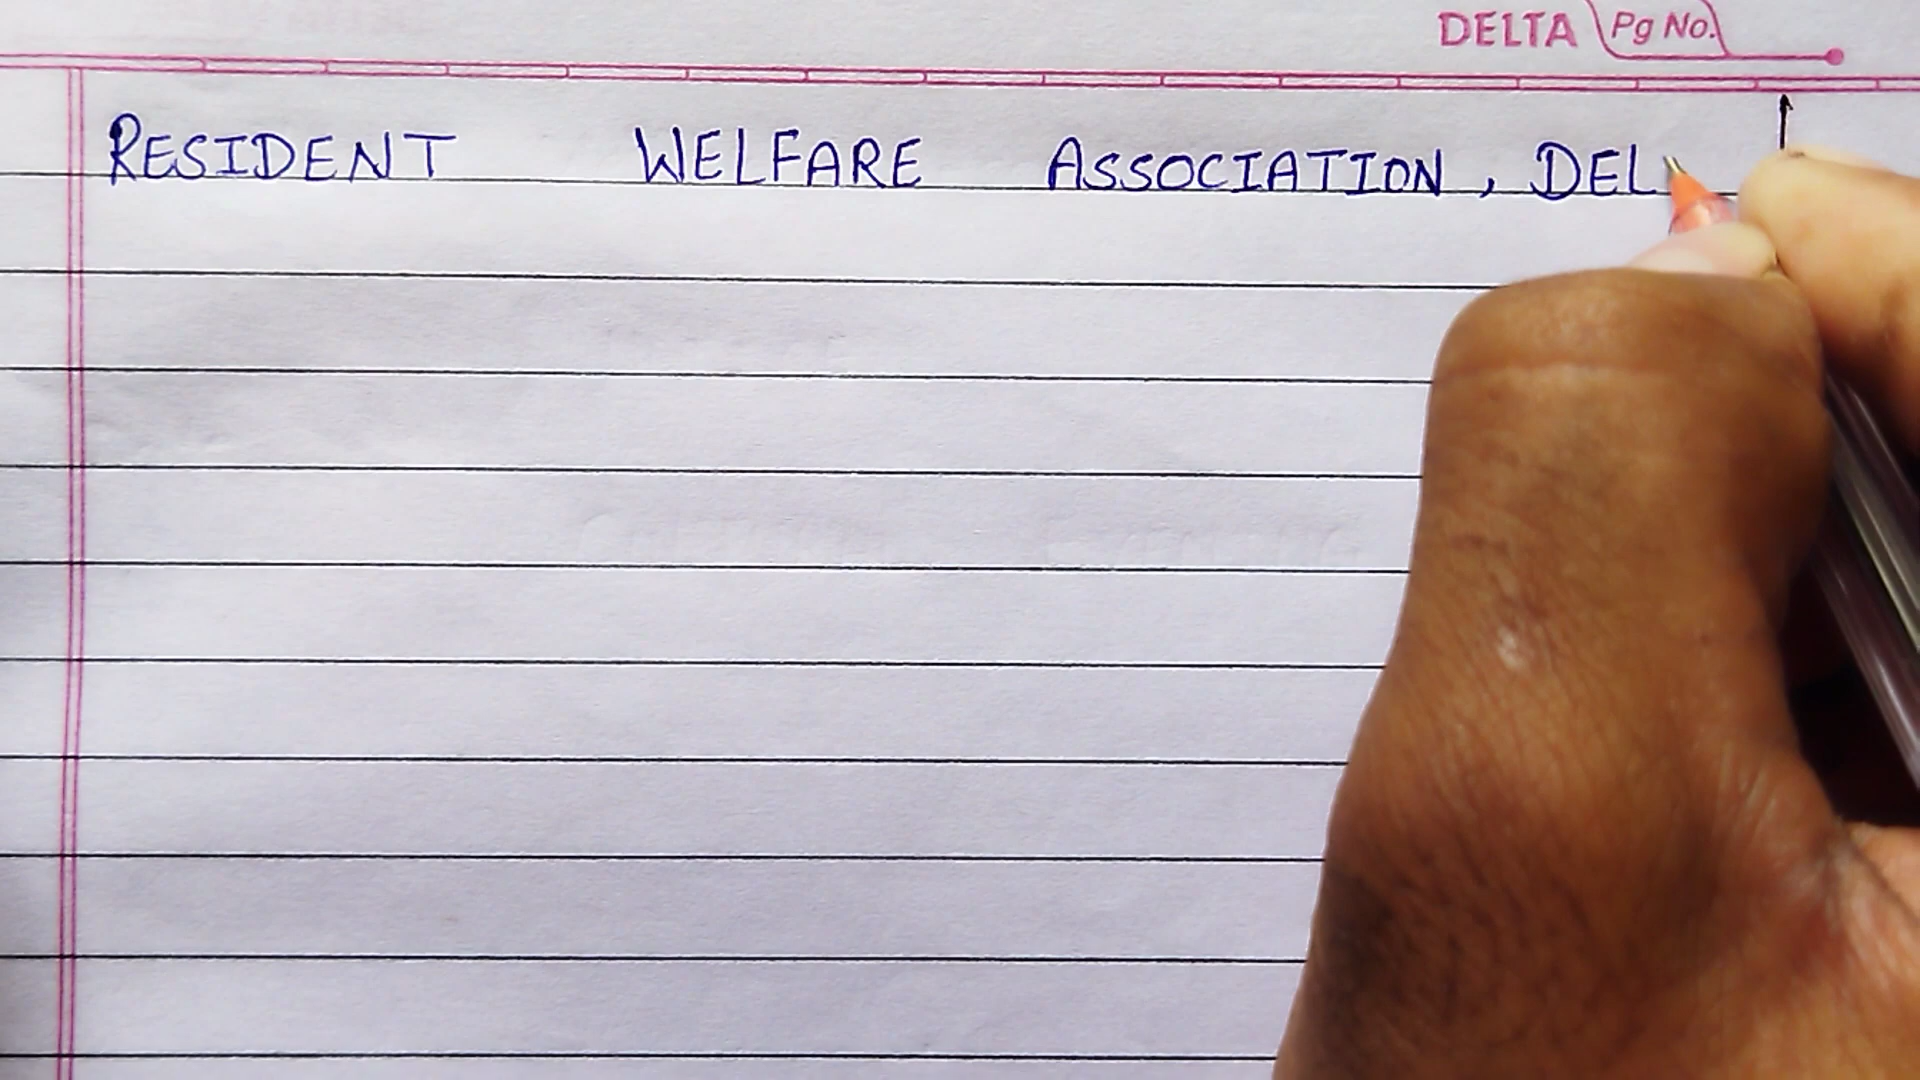 DELTA Pg No.
RESIDENT WELFARE ASSOCIATION, DEL